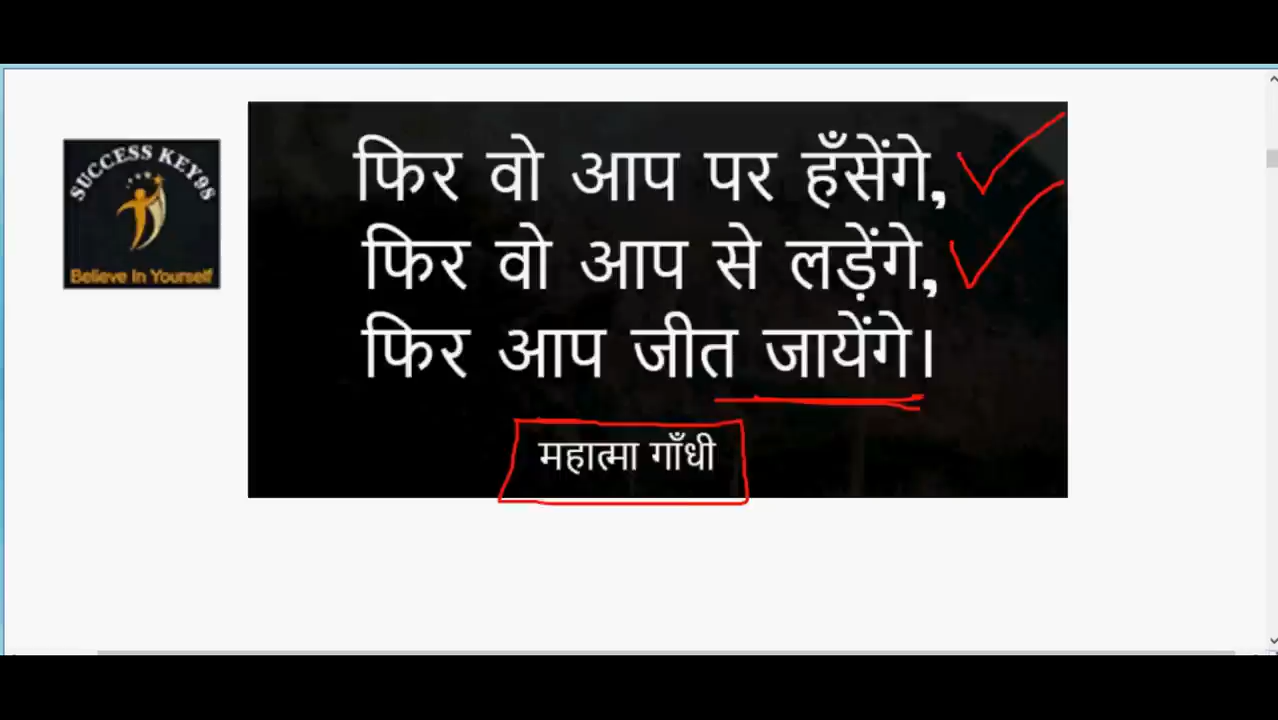 SUCCESS KEY98
Believe In Yourself
फिर वो आप पर हँसेंगे,
फिर वो आप से लड़ेंगे,
फिर आप जीत जायेंगे।
महात्मा गाँधी